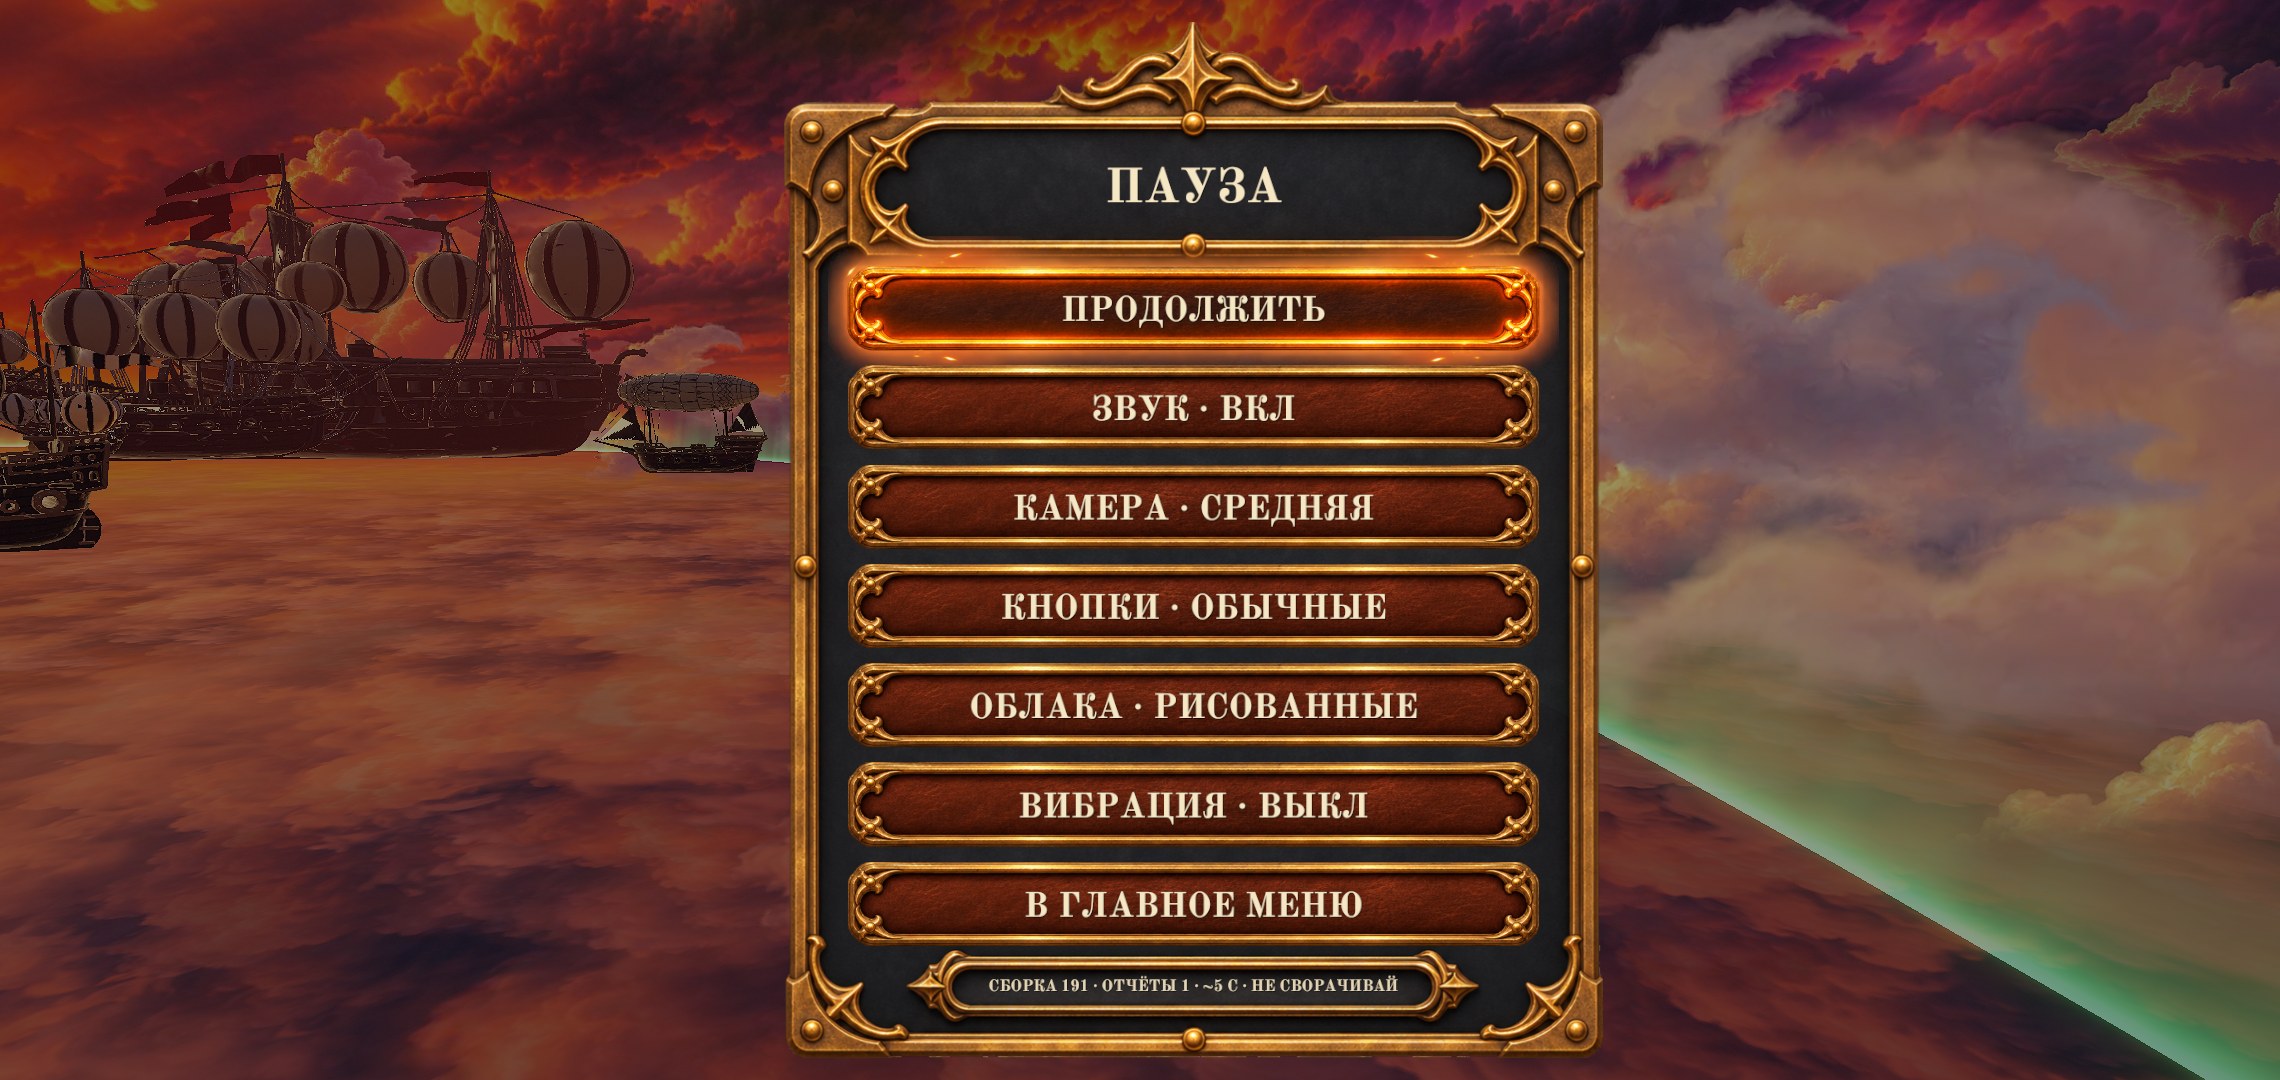 ПАУЗА
ПРОДОЛЖИТЬ
ЗВУК · ВКЛ
КАМЕРА · СРЕДНЯЯ
КНОПКИ · ОБЫЧНЫЕ
ОБЛАКА · РИСОВАННЫЕ
ВИБРАЦИЯ · ВЫКЛ
В ГЛАВНОЕ МЕНЮ
СБОРКА 191 · ОТЧЁТЫ 1 · ~5 С · НЕ СВОРАЧИВАЙ